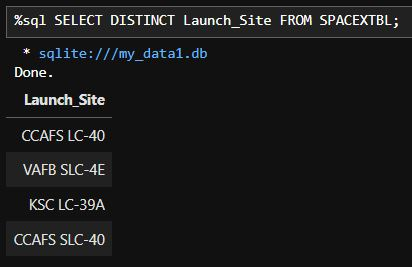 %sql SELECT DISTINCT Launch_Site FROM SPACEXTBL;
* sqlite:///my_data1.db
Done.
Launch_Site
CCAFS LC-40
VAFB SLC-4E
KSC LC-39A
CCAFS SLC-40